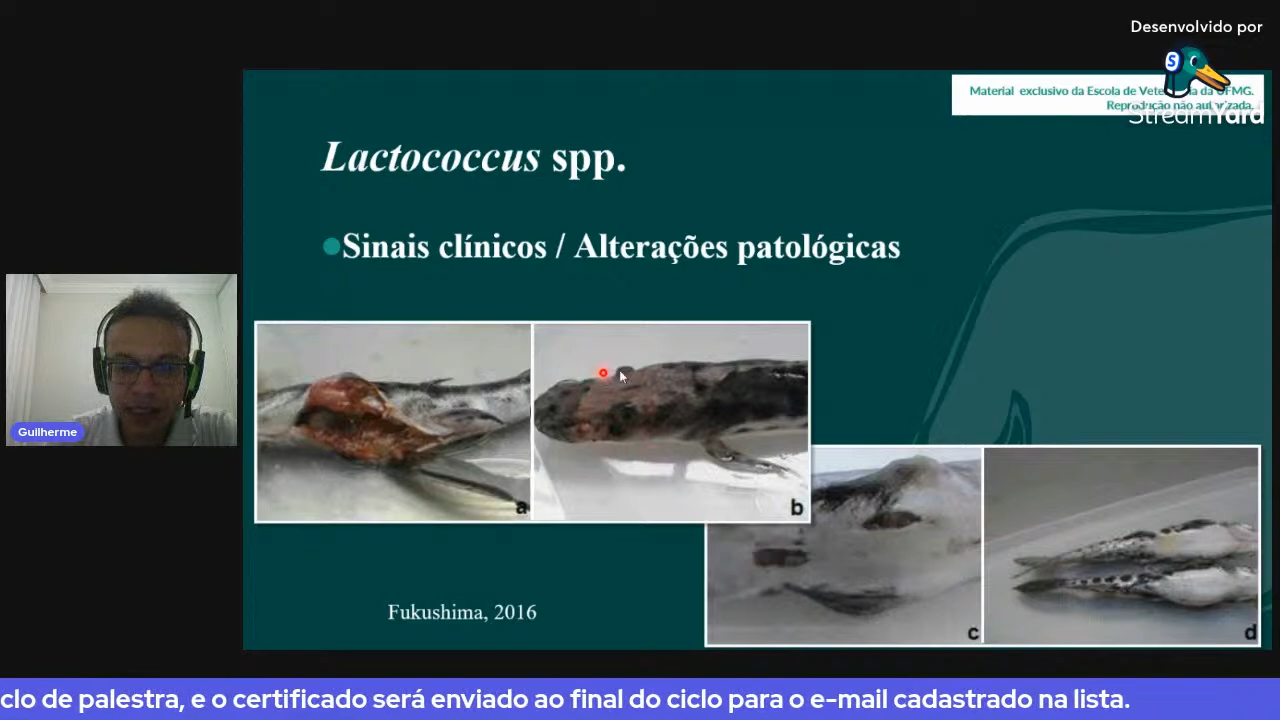 Desenvolvido por
Material exclusivo da Escola de Veterinária da UFMG.
Reprodução não autorizada.
StreamYard
Lactococcus spp.
Sinais clínicos / Alterações patológicas
Guilherme
a
b
c
d
Fukushima, 2016
clo de palestra, e o certificado será enviado ao final do ciclo para o e-mail cadastrado na lista.